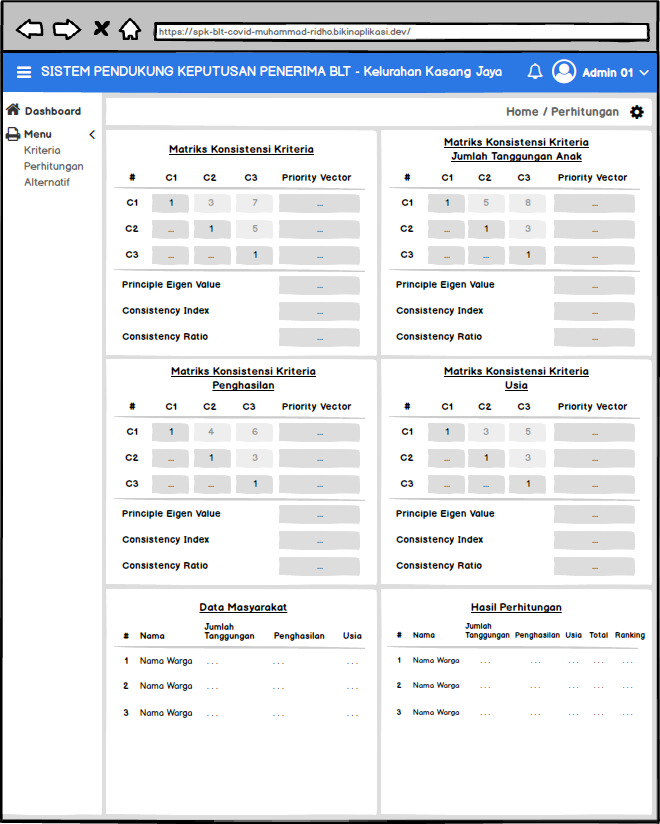 https://spk-blt-covid-muhammad-ridho.bikinaplikasi.dev/
SISTEM PENDUKUNG KEPUTUSAN PENERIMA BLT - Kelurahan Kasang Jaya
Admin 01
Dashboard
Menu
Kriteria
Perhitungan
Alternatif
Home / Perhitungan
Matriks Konsistensi Kriteria
# C1 C2 C3 Priority Vector
C1 1 3 7 ...
C2 ... 1 5 ...
C3 ... ... 1 ...
Principle Eigen Value ...
Consistency Index ...
Consistency Ratio ...
Matriks Konsistensi Kriteria
Jumlah Tanggungan Anak
# C1 C2 C3 Priority Vector
C1 1 5 8 ...
C2 ... 1 3 ...
C3 ... ... 1 ...
Principle Eigen Value ...
Consistency Index ...
Consistency Ratio ...
Matriks Konsistensi Kriteria
Penghasilan
# C1 C2 C3 Priority Vector
C1 1 4 6 ...
C2 ... 1 3 ...
C3 ... ... 1 ...
Principle Eigen Value ...
Consistency Index ...
Consistency Ratio ...
Matriks Konsistensi Kriteria
Usia
# C1 C2 C3 Priority Vector
C1 1 3 5 ...
C2 ... 1 3 ...
C3 ... ... 1 ...
Principle Eigen Value ...
Consistency Index ...
Consistency Ratio ...
Data Masyarakat
Jumlah
# Nama Tanggungan Penghasilan Usia
1 Nama Warga ... ... ...
2 Nama Warga ... ... ...
3 Nama Warga ... ... ...
Hasil Perhitungan
Jumlah
# Nama Tanggungan Penghasilan Usia Total Ranking
1 Nama Warga ... ... ... ... ...
2 Nama Warga ... ... ... ... ...
3 Nama Warga ... ... ... ... ...